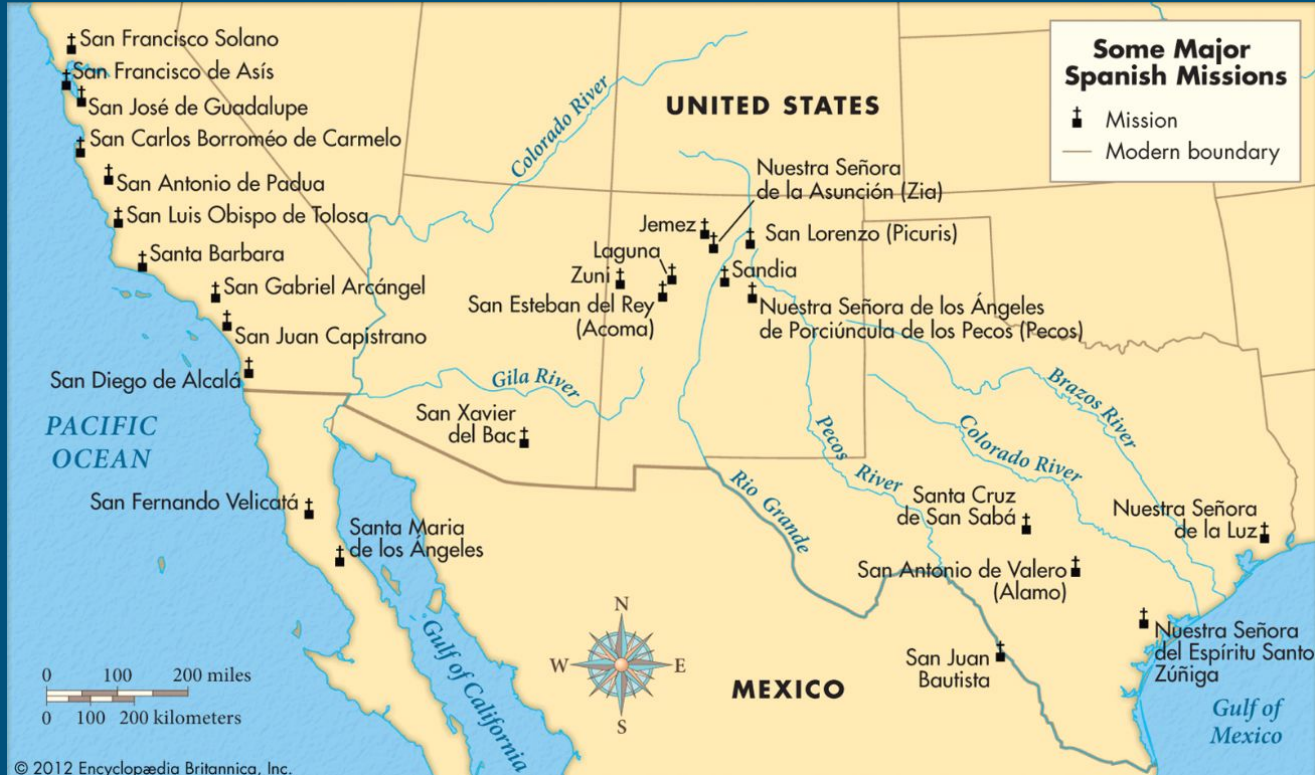 San Francisco Solano
San Francisco de Asís
San José de Guadalupe
San Carlos Borroméo de Carmelo
San Antonio de Padua
San Luis Obispo de Tolosa
Santa Barbara
San Gabriel Arcángel
San Juan Capistrano
San Diego de Alcalá
PACIFIC
OCEAN
San Fernando Velicatá
Santa Maria
de los Ángeles
Gulf of California
0 100 200 miles
0 100 200 kilometers
© 2012 Encyclopædia Britannica, Inc.
Colorado River
UNITED STATES
Nuestra Señora
de la Asunción (Zia)
Jemez
San Lorenzo (Picuris)
Laguna
Zuni
Sandia
San Esteban del Rey
(Acoma)
Nuestra Señora de los Ángeles
de Porciúncula de los Pecos (Pecos)
Gila River
San Xavier
del Bac
Rio Grande
Pecos River
Colorado River
Brazos River
Santa Cruz
de San Sabá
Nuestra Señora
de la Luz
San Antonio de Valero
(Alamo)
Nuestra Señora
del Espíritu Santo
Zúñiga
San Juan
Bautista
N
W E
S
MEXICO
Gulf of
Mexico
Some Major
Spanish Missions
Mission
Modern boundary